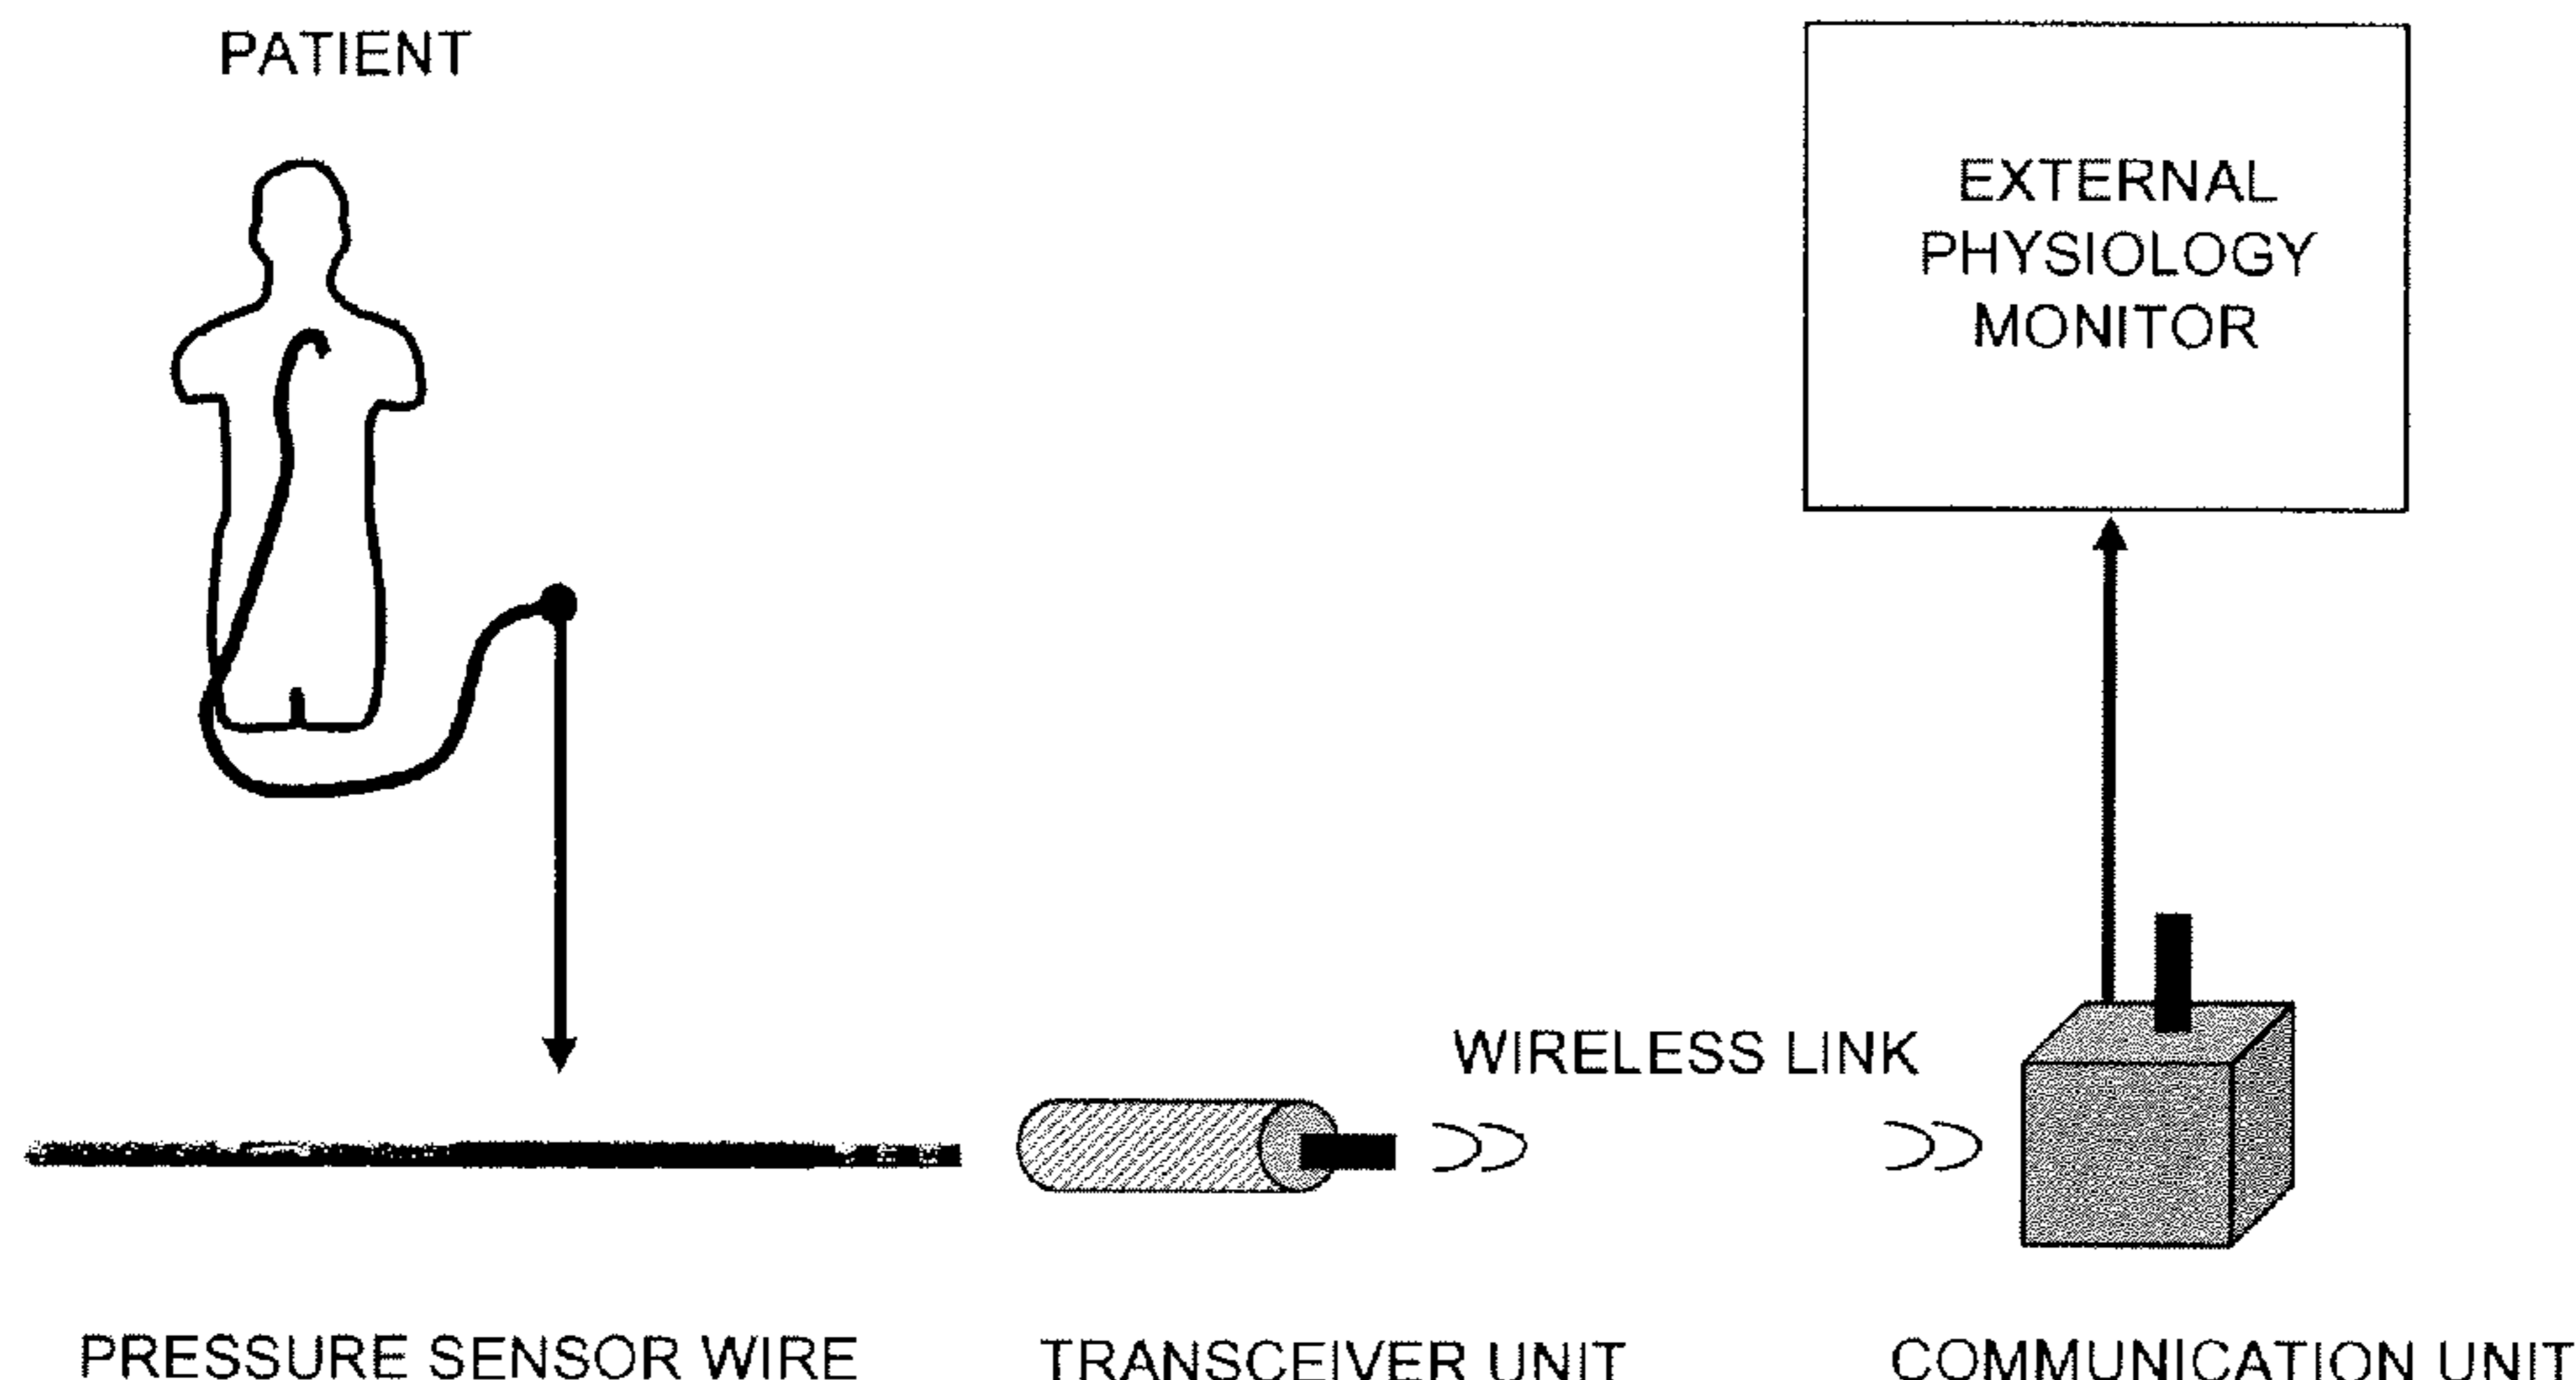 PATIENT
EXTERNAL
PHYSIOLOGY
MONITOR
WIRELESS LINK
PRESSURE SENSOR WIRE
TRANSCEIVER UNIT
COMMUNICATION UNIT